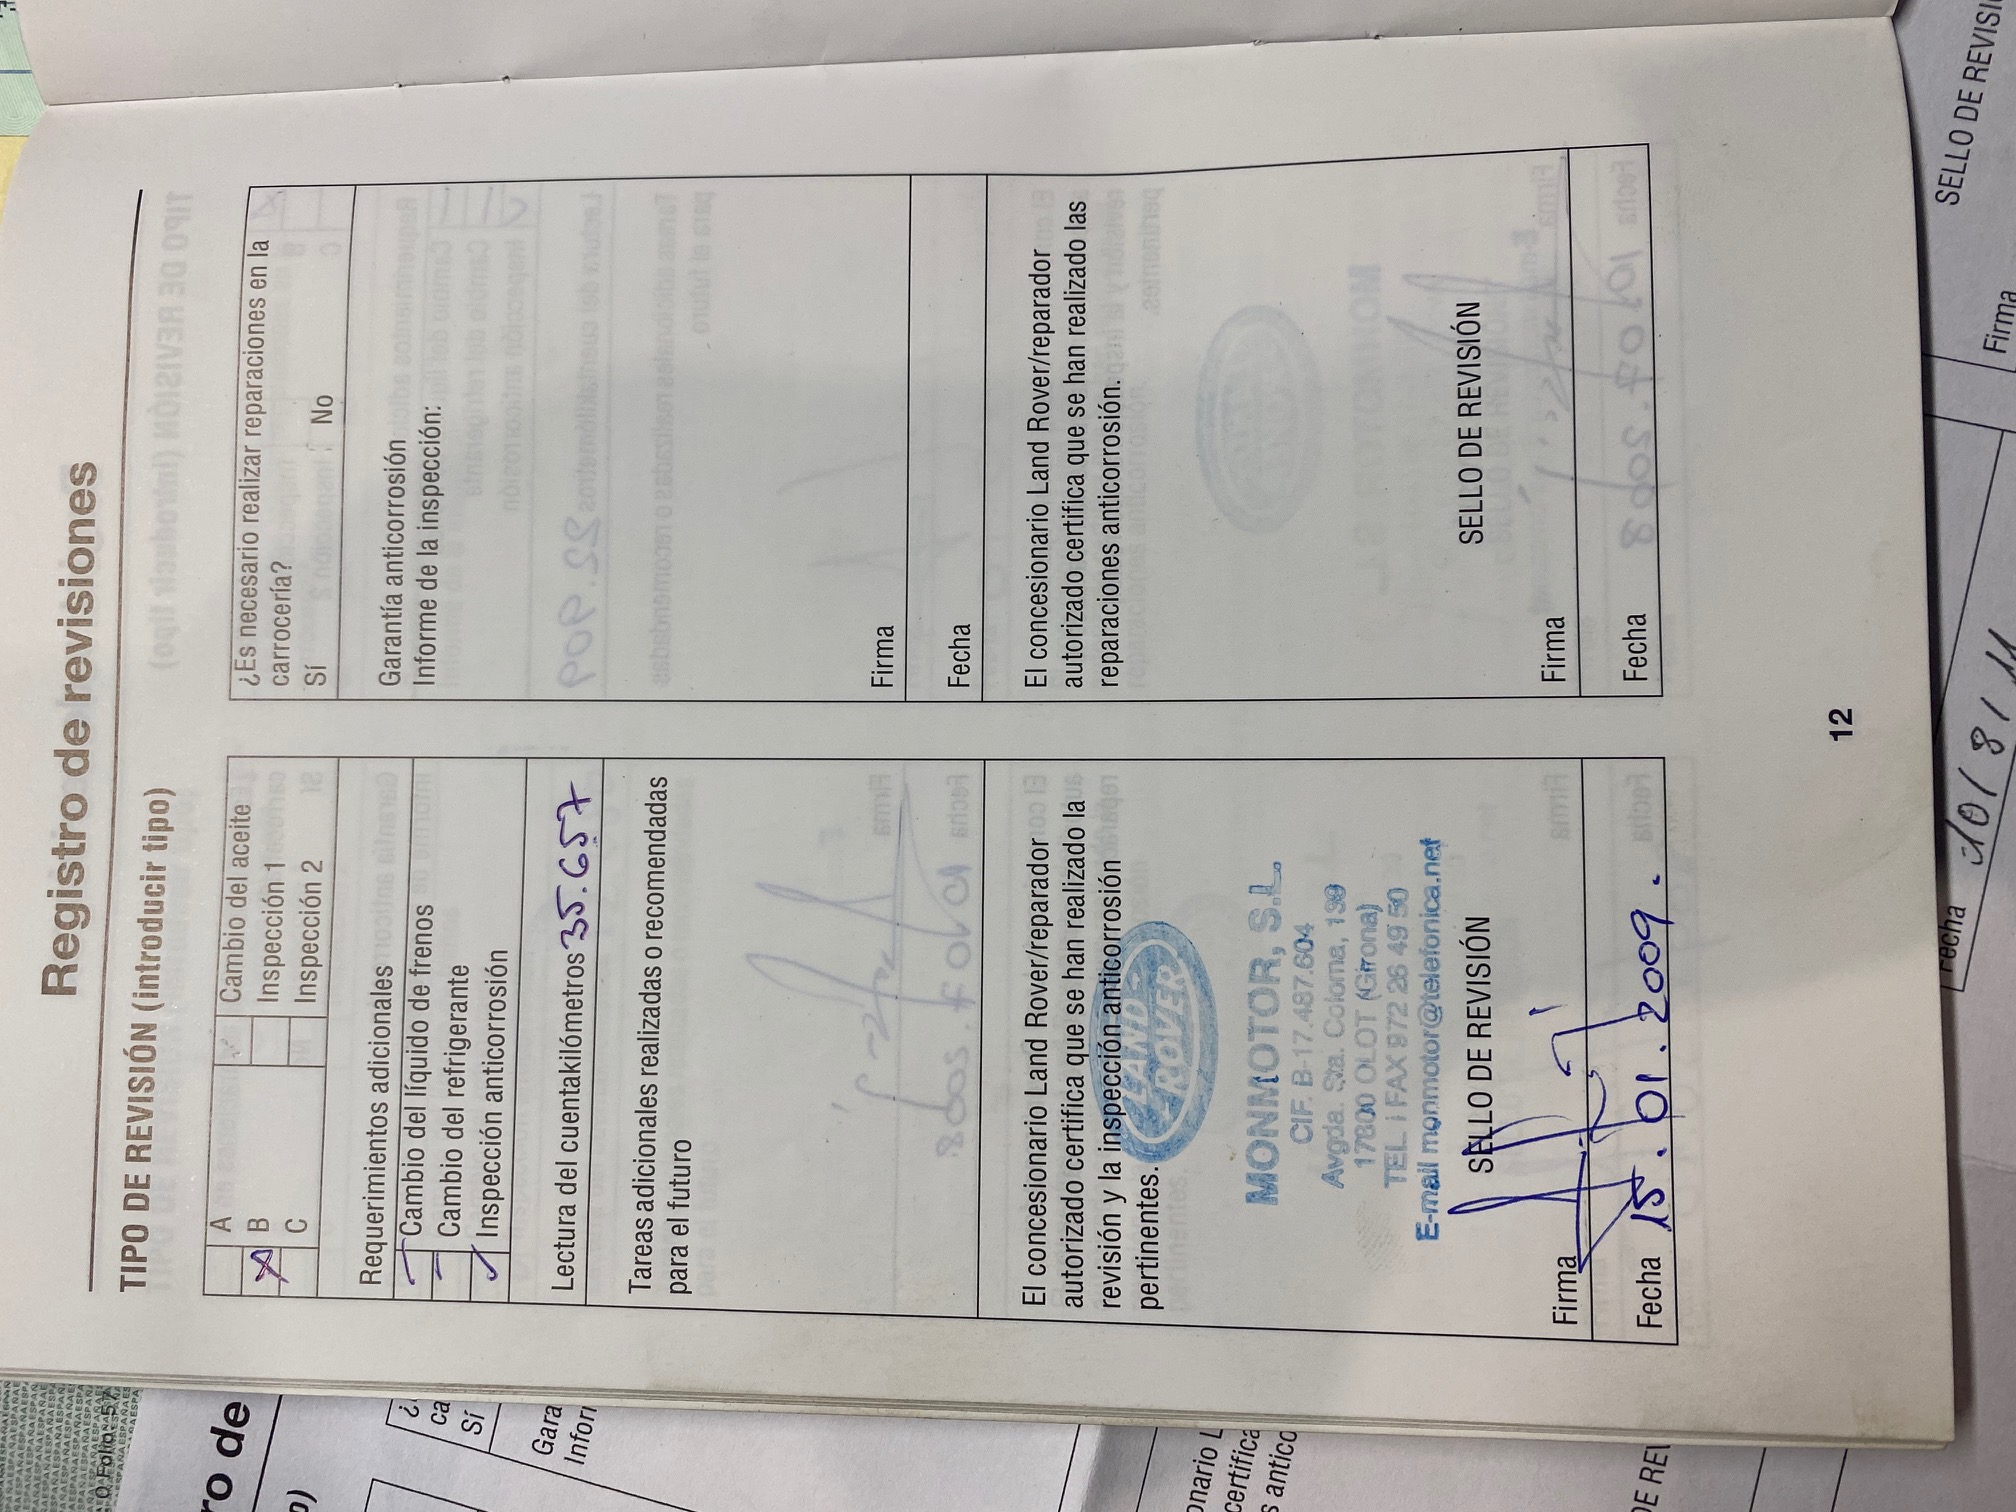 Registro de revisiones
TIPO DE REVISIÓN (introducir tipo)
A
B
C
Cambio del aceite
Inspección 1
Inspección 2
Requerimientos adicionales
Cambio del líquido de frenos
Cambio del refrigerante
Inspección anticorrosión
Lectura del cuentakilómetros 35.657
Tareas adicionales realizadas o recomendadas
para el futuro
El concesionario Land Rover/reparador
autorizado certifica que se han realizado la
revisión y la inspección anticorrosión
pertinentes.
LAND-
ROVER
MONMOTOR, S.L.
CIF. B-17.487.604
Avgda. Sta. Coloma, 139
17800 OLOT (Girona)
TEL. i FAX 972 26 49 50
E-mail monmotor@telefonica.net
SELLO DE REVISIÓN
Firma
Fecha 15.01.2009.
¿Es necesario realizar reparaciones en la
carrocería?
Sí No
Garantía anticorrosión
Informe de la inspección:
Firma
Fecha
El concesionario Land Rover/reparador
autorizado certifica que se han realizado las
reparaciones anticorrosión.
SELLO DE REVISIÓN
Firma
Fecha
12
ro de
Sí
SELLO DE REVISIÓ
Firma
Fecha